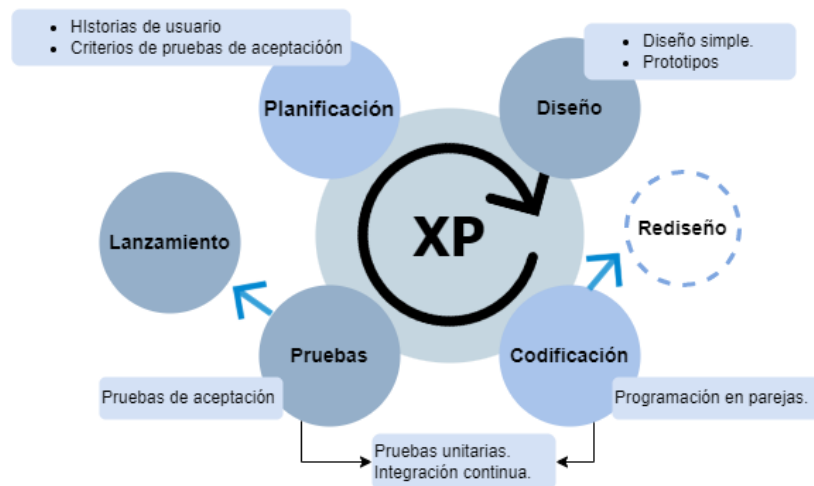 • HIstorias de usuario
• Criterios de pruebas de aceptacióón
• Diseño simple.
• Prototipos
Planificación
Diseño
Lanzamiento
XP
Rediseño
Pruebas
Codificación
Pruebas de aceptación
Programación en parejas.
Pruebas unitarias.
Integración continua.